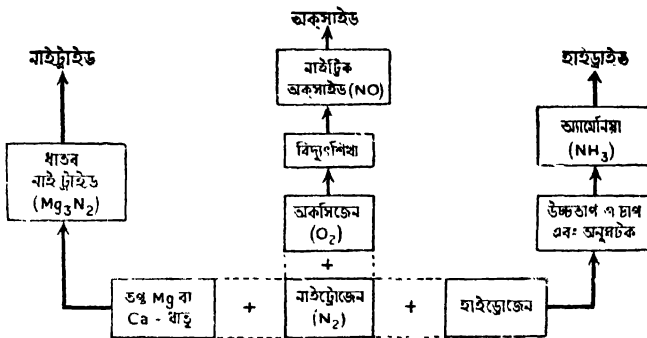 অক্সাইড
নাইট্রাইড
নাইট্রিক
অক্সাইড (NO)
হাইড্রাইড
ধাতব
নাইট্রাইড
(Mg₃N₂)
বিদ্যুৎশিখা
অ্যামোনিয়া
(NH₃)
অকসিজেন
(O₂)
উচ্চতাপ ও চাপ
এবং অনুঘটক
+
তপ্ত Mg বা
Ca - ধাতু
+
নাইট্রোজেন
(N₂)
+
হাইড্রোজেন